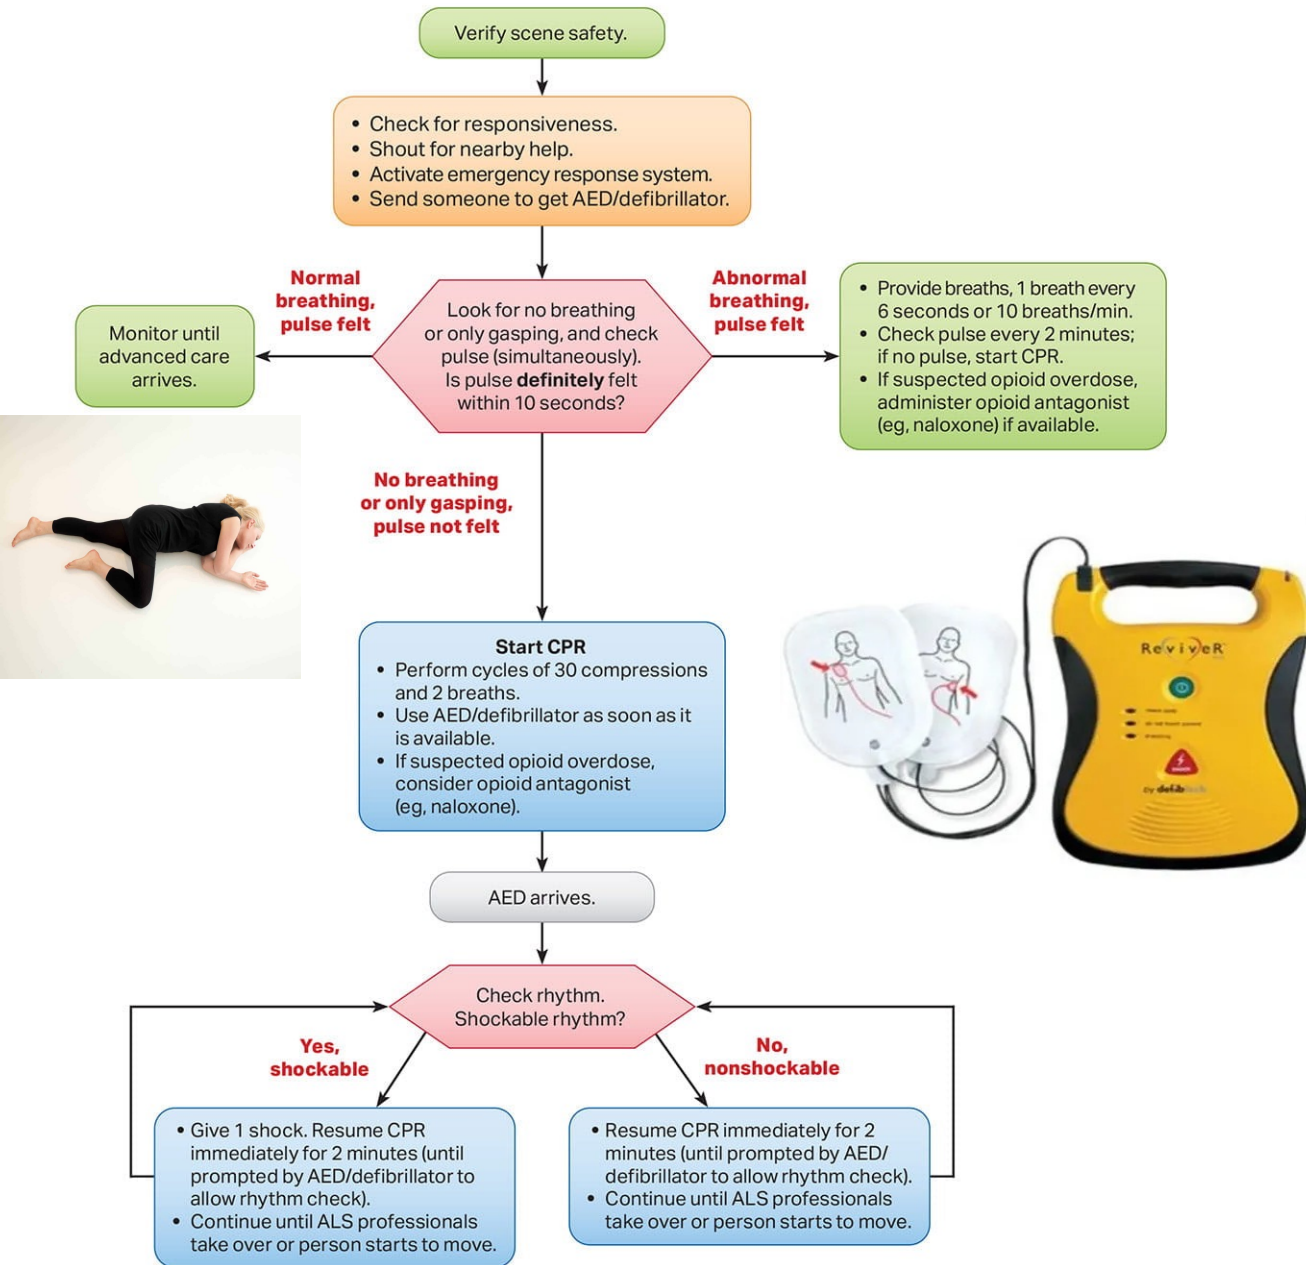 Verify scene safety.
• Check for responsiveness.
• Shout for nearby help.
• Activate emergency response system.
• Send someone to get AED/defibrillator.
Normal
breathing,
pulse felt
Abnormal
breathing,
pulse felt
Monitor until
advanced care
arrives.
Look for no breathing
or only gasping, and check
pulse (simultaneously).
Is pulse definitely felt
within 10 seconds?
• Provide breaths, 1 breath every
6 seconds or 10 breaths/min.
• Check pulse every 2 minutes;
if no pulse, start CPR.
• If suspected opioid overdose,
administer opioid antagonist
(eg, naloxone) if available.
No breathing
or only gasping,
pulse not felt
Start CPR
• Perform cycles of 30 compressions
and 2 breaths.
• Use AED/defibrillator as soon as it
is available.
• If suspected opioid overdose,
consider opioid antagonist
(eg, naloxone).
ReviveR
by defibtech
AED arrives.
Check rhythm.
Shockable rhythm?
Yes,
shockable
No,
nonshockable
• Give 1 shock. Resume CPR
immediately for 2 minutes (until
prompted by AED/defibrillator to
allow rhythm check).
• Continue until ALS professionals
take over or person starts to move.
• Resume CPR immediately for 2
minutes (until prompted by AED/
defibrillator to allow rhythm check).
• Continue until ALS professionals
take over or person starts to move.